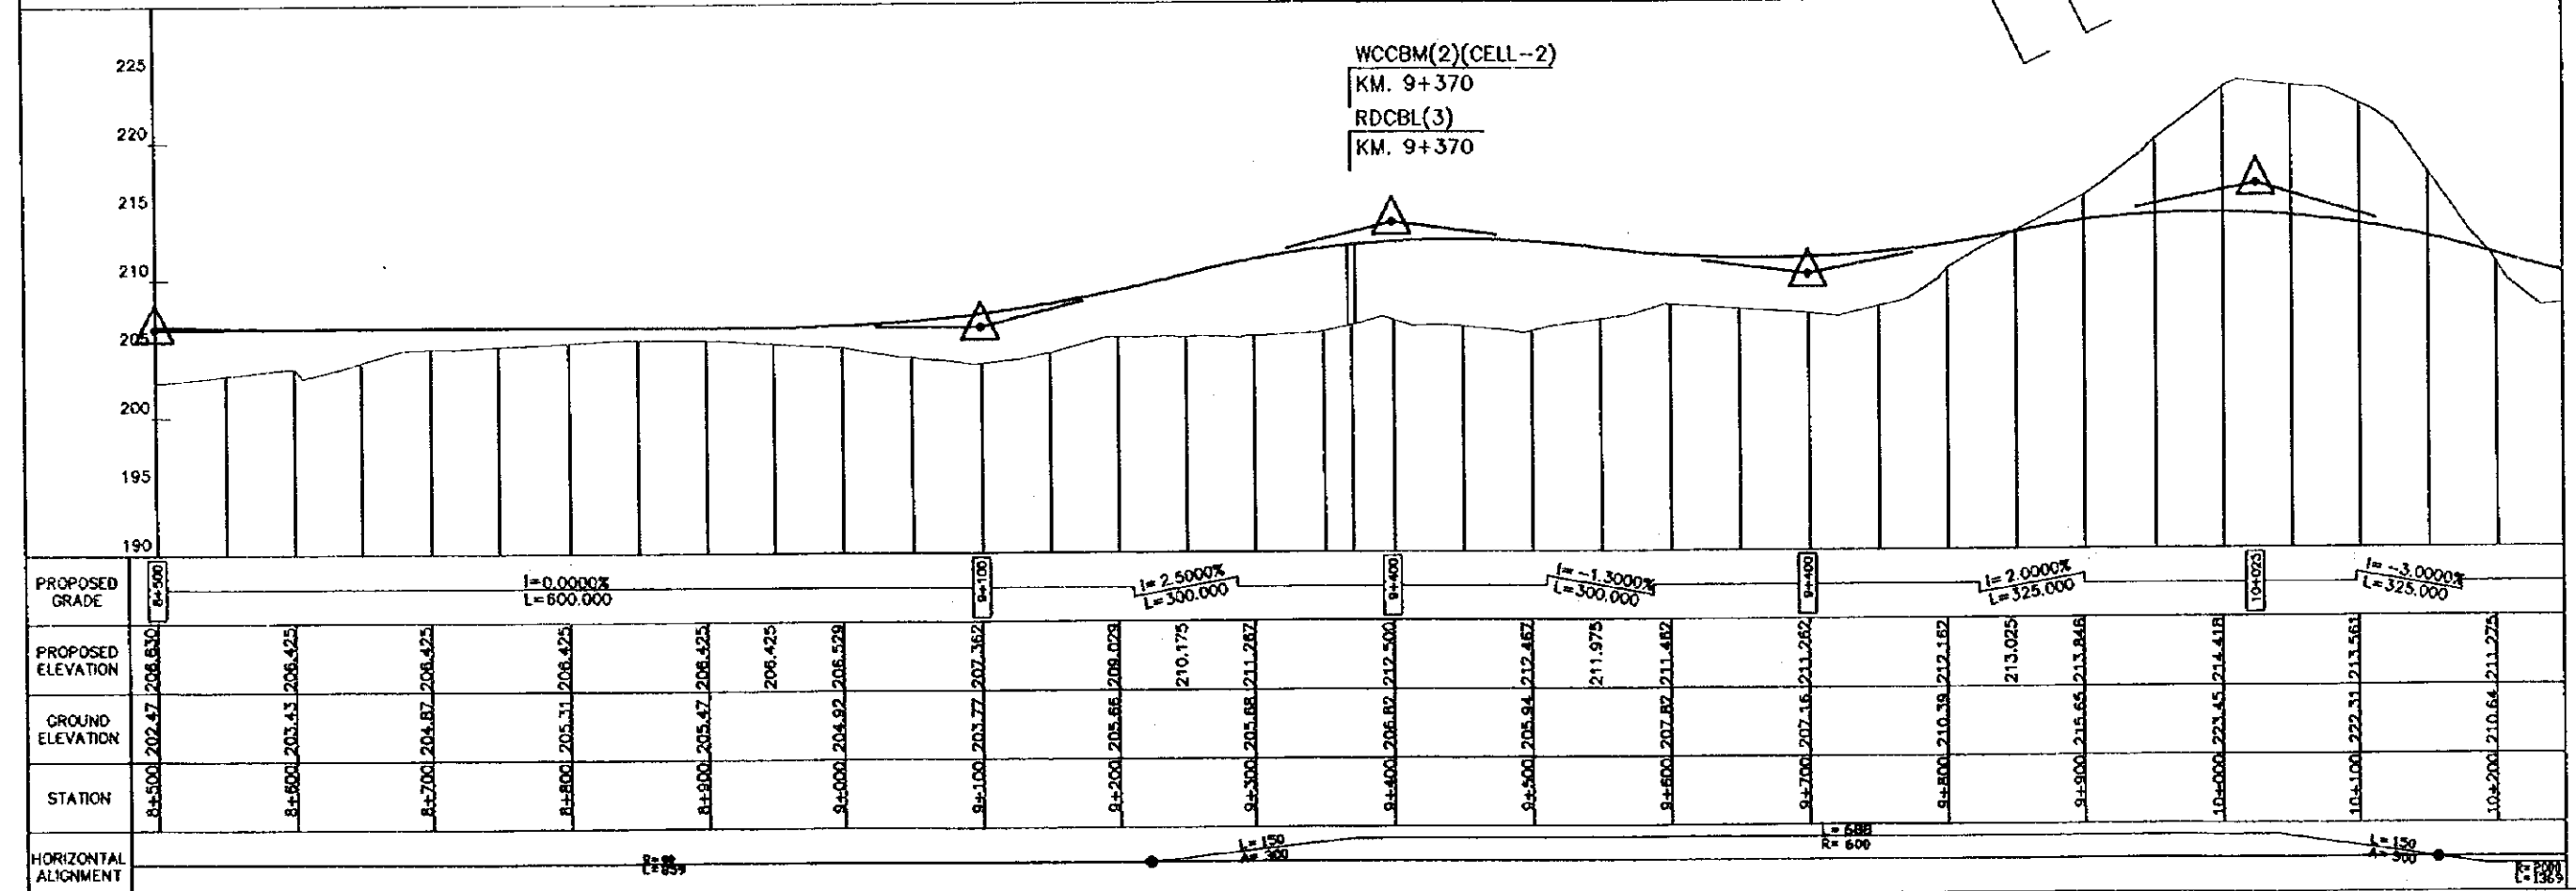 225
220
215
210
205
200
195
190
WCCBM(2)(CELL--2)
KM. 9+370
RDCBL(3)
KM. 9+370
PROPOSED GRADE
8+500
I=0.0000%
L=600.000
9+100
I= 2.5000%
L=300.000
9+400
I= -1.3000%
L=300.000
9+400
I= 2.0000%
L=325.000
10+025
I= -3.0000%
L=325.000
PROPOSED ELEVATION
206.630 206.425 206.425 206.425 206.425 206.425 206.529 207.362 209.029 210.175 211.267 212.500 212.467 211.975 211.462 211.262 212.162 213.025 213.846 214.418 213.561 211.275
GROUND ELEVATION
202.47 203.43 204.87 205.31 205.47 204.92 203.77 205.66 205.68 206.82 205.94 207.82 207.16 210.39 215.65 223.45 222.31 210.64
STATION
8+500 8+600 8+700 8+800 8+900 9+000 9+100 9+200 9+300 9+400 9+500 9+600 9+700 9+800 9+900 10+000 10+100 10+200
HORIZONTAL ALIGNMENT
L=859
L= 150
A= 300
L= 688
R= 600
L= 150
A= 300
R= 2000
L= 1369